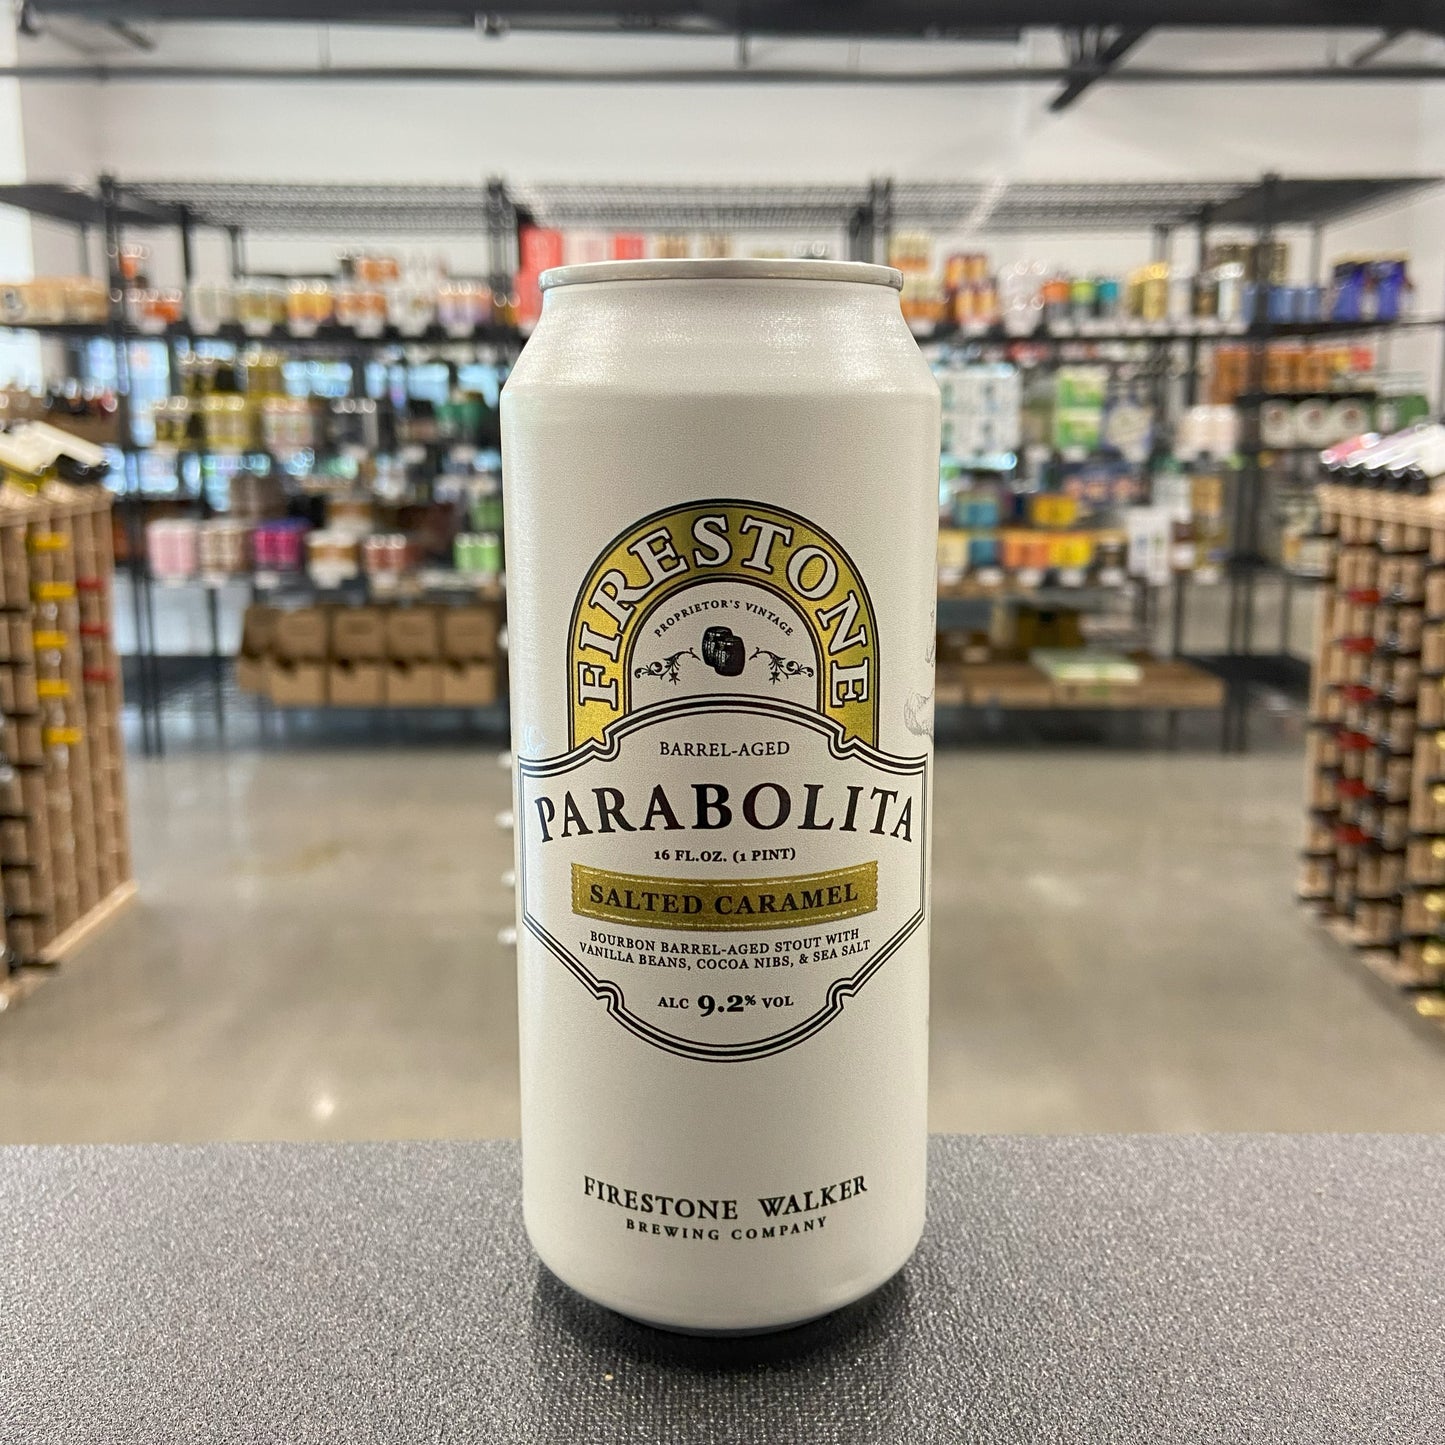 FIRESTONE
PROPRIETOR'S VINTAGE
BARREL-AGED
PARABOLITA
16 FL.OZ. (1 PINT)
SALTED CARAMEL
BOURBON BARREL-AGED STOUT WITH
VANILLA BEANS, COCOA NIBS, & SEA SALT
ALC 9.2% VOL
FIRESTONE WALKER
BREWING COMPANY